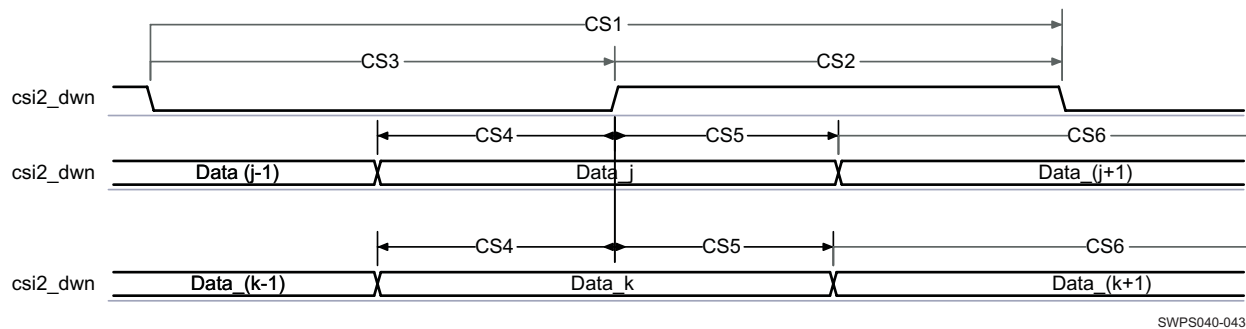 CS1
CS3 CS2
csi2_dwn
CS4 CS5 CS6
csi2_dwn Data (j-1) Data_j Data_(j+1)
CS4 CS5 CS6
csi2_dwn Data_(k-1) Data_k Data_(k+1)
SWPS040-043